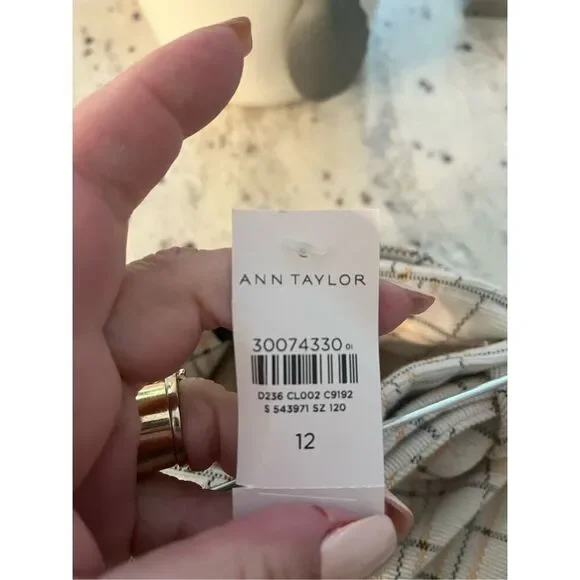 ANN TAYLOR
30074330 01
D236 CL002 C9192
S 543971 SZ 120
12